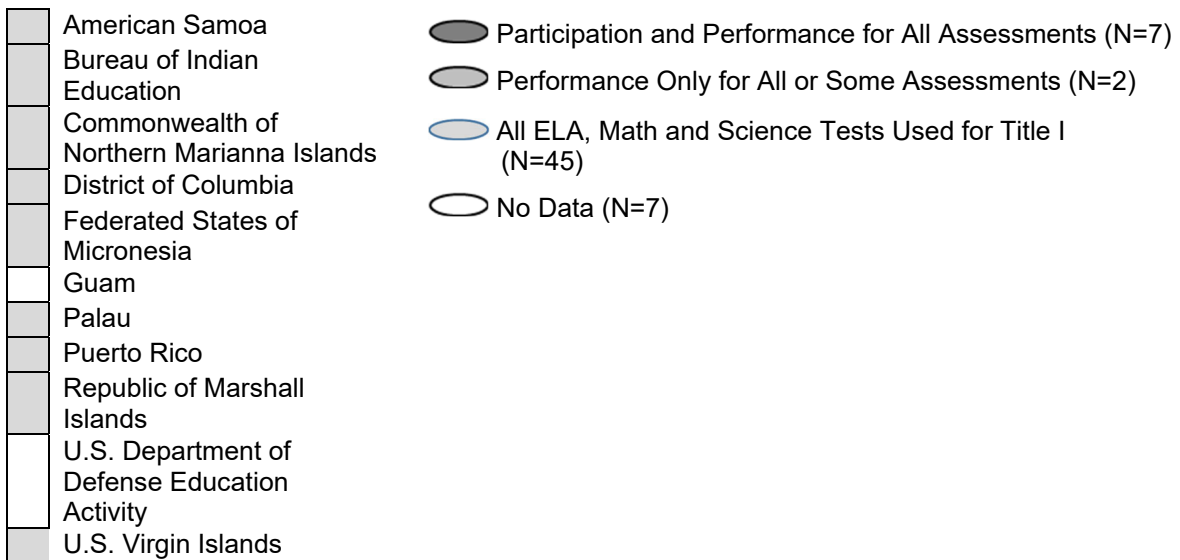 American Samoa
Bureau of Indian
Education
Commonwealth of
Northern Marianna Islands
District of Columbia
Federated States of
Micronesia
Guam
Palau
Puerto Rico
Republic of Marshall
Islands
U.S. Department of
Defense Education
Activity
U.S. Virgin Islands
Participation and Performance for All Assessments (N=7)
Performance Only for All or Some Assessments (N=2)
All ELA, Math and Science Tests Used for Title I
(N=45)
No Data (N=7)